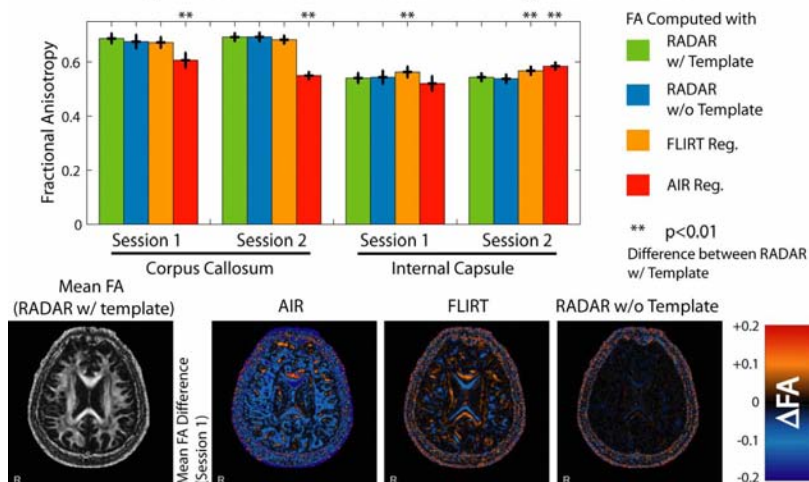 ** ** ** ** **
Fractional Anisotropy
0.6
0.4
0.2
0
Session 1 Session 2 Session 1 Session 2
Corpus Callosum Internal Capsule
FA Computed with
RADAR
w/ Template
RADAR
w/o Template
FLIRT Reg.
AIR Reg.
** p<0.01
Difference between RADAR
w/ Template
Mean FA
(RADAR w/ template)
AIR
FLIRT
RADAR w/o Template
Mean FA Difference
(Session 1)
R
R
R
R
+0.2
+0.1
0
-0.1
-0.2
ΔFA